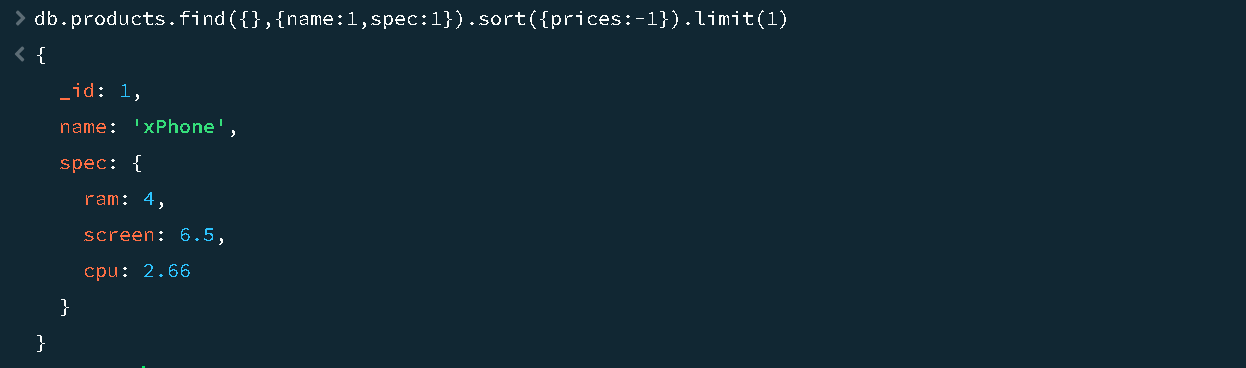 > db.products.find({},{name:1,spec:1}).sort({prices:-1}).limit(1)
< {
_id: 1,
name: 'xPhone',
spec: {
ram: 4,
screen: 6.5,
cpu: 2.66
}
}